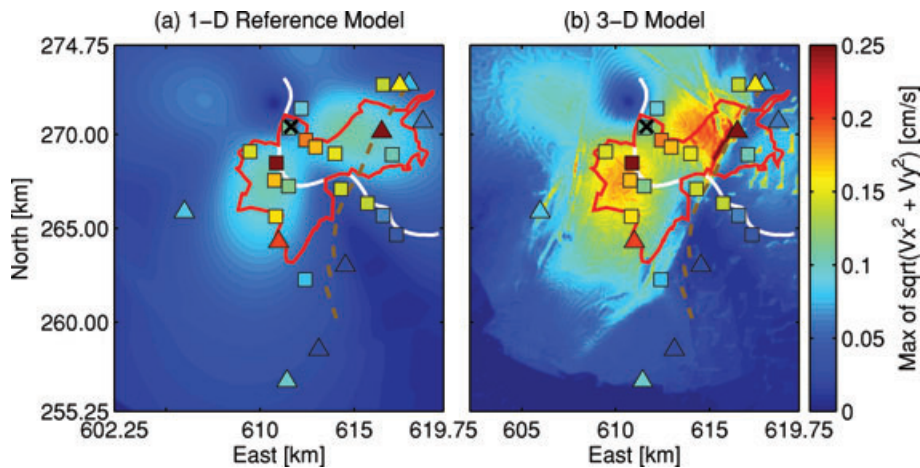 (a) 1-D Reference Model
(b) 3-D Model
274.75
270.00
265.00
260.00
255.25
North [km]
602.25 610 615 619.75
East [km]
605 610 615 619.75
East [km]
0.25
0.2
0.15
0.1
0.05
0
Max of sqrt(Vx² + Vy²) [cm/s]